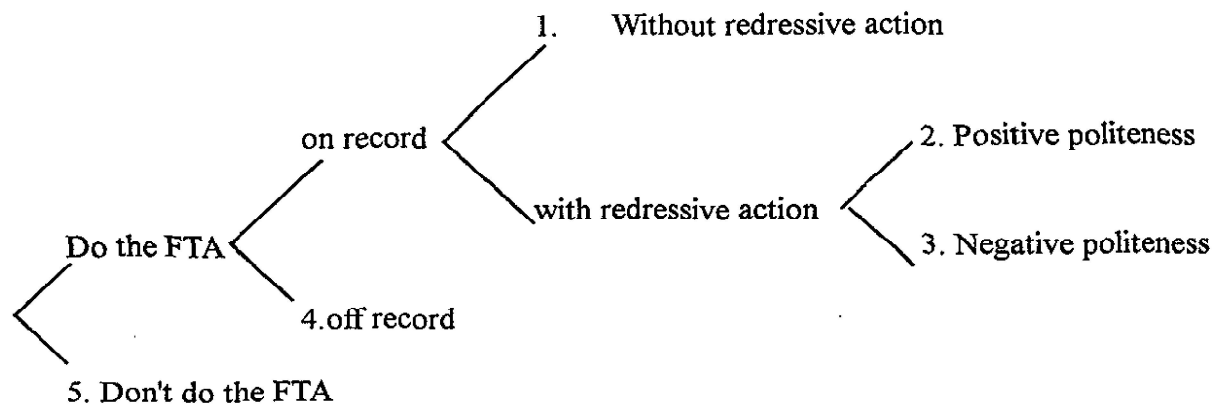 1. Without redressive action
on record
2. Positive politeness
with redressive action
Do the FTA
3. Negative politeness
4.off record
5. Don't do the FTA